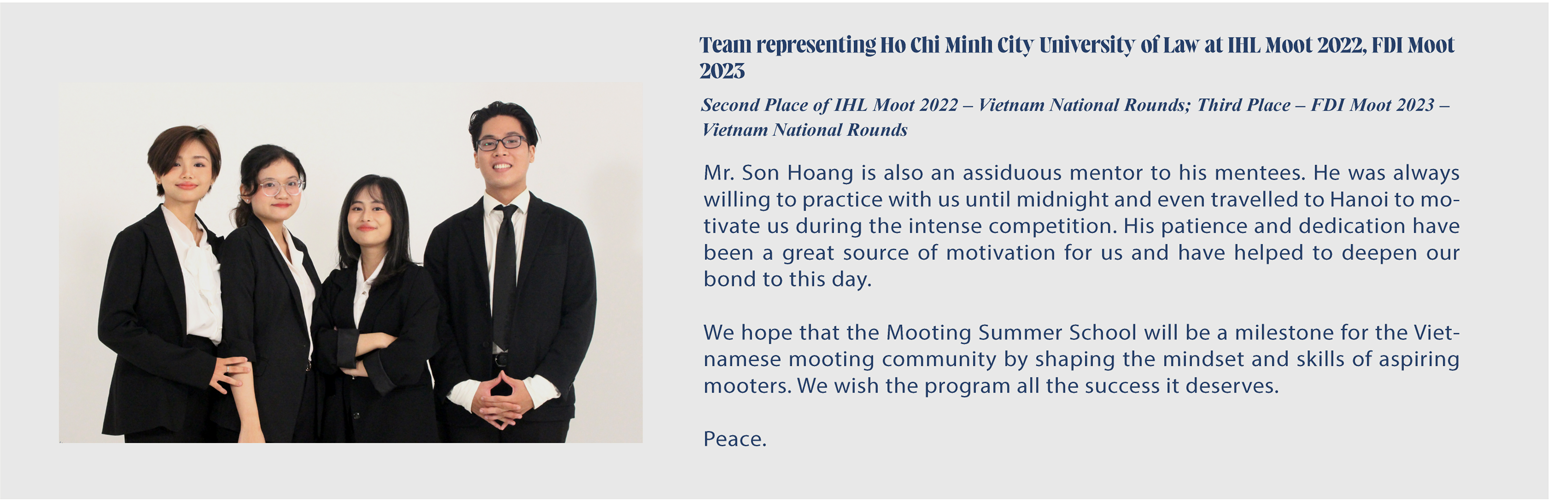 Team representing Ho Chi Minh City University of Law at IHL Moot 2022, FDI Moot
2023
Second Place of IHL Moot 2022 – Vietnam National Rounds; Third Place – FDI Moot 2023 –
Vietnam National Rounds
Mr. Son Hoang is also an assiduous mentor to his mentees. He was always
willing to practice with us until midnight and even travelled to Hanoi to mo-
tivate us during the intense competition. His patience and dedication have
been a great source of motivation for us and have helped to deepen our
bond to this day.
We hope that the Mooting Summer School will be a milestone for the Viet-
namese mooting community by shaping the mindset and skills of aspiring
mooters. We wish the program all the success it deserves.
Peace.